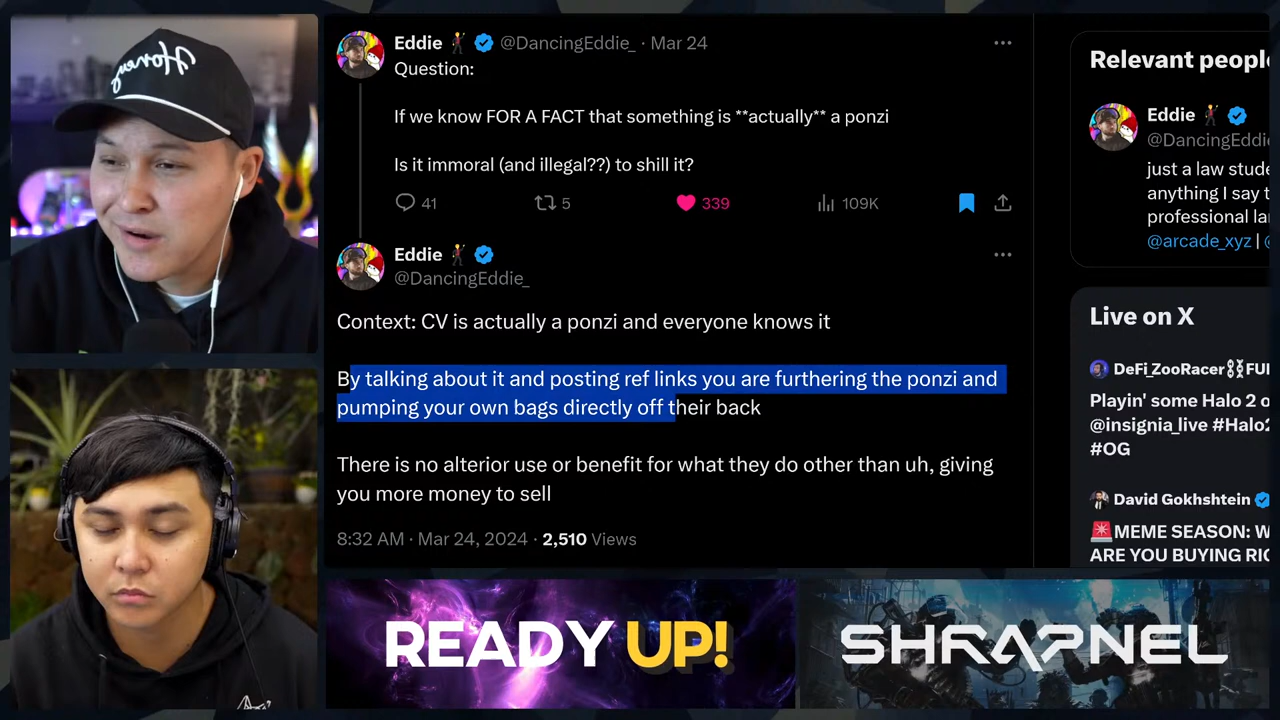 Honey
Eddie @DancingEddie_ · Mar 24
Question:
If we know FOR A FACT that something is **actually** a ponzi
Is it immoral (and illegal??) to shill it?
41 5 339 109K
Eddie
@DancingEddie_
Context: CV is actually a ponzi and everyone knows it
By talking about it and posting ref links you are furthering the ponzi and
pumping your own bags directly off their back
There is no alterior use or benefit for what they do other than uh, giving
you more money to sell
8:32 AM · Mar 24, 2024 · 2,510 Views
Relevant people
Eddie
@DancingEddie
just a law stude
anything I say t
professional la
@arcade_xyz | @
Live on X
DeFi_ZooRacer FU
Playin' some Halo 2 o
@insignia_live #Halo2
#OG
David Gokhshtein
MEME SEASON: W
ARE YOU BUYING RIG
READY UP!
SHRAPNEL